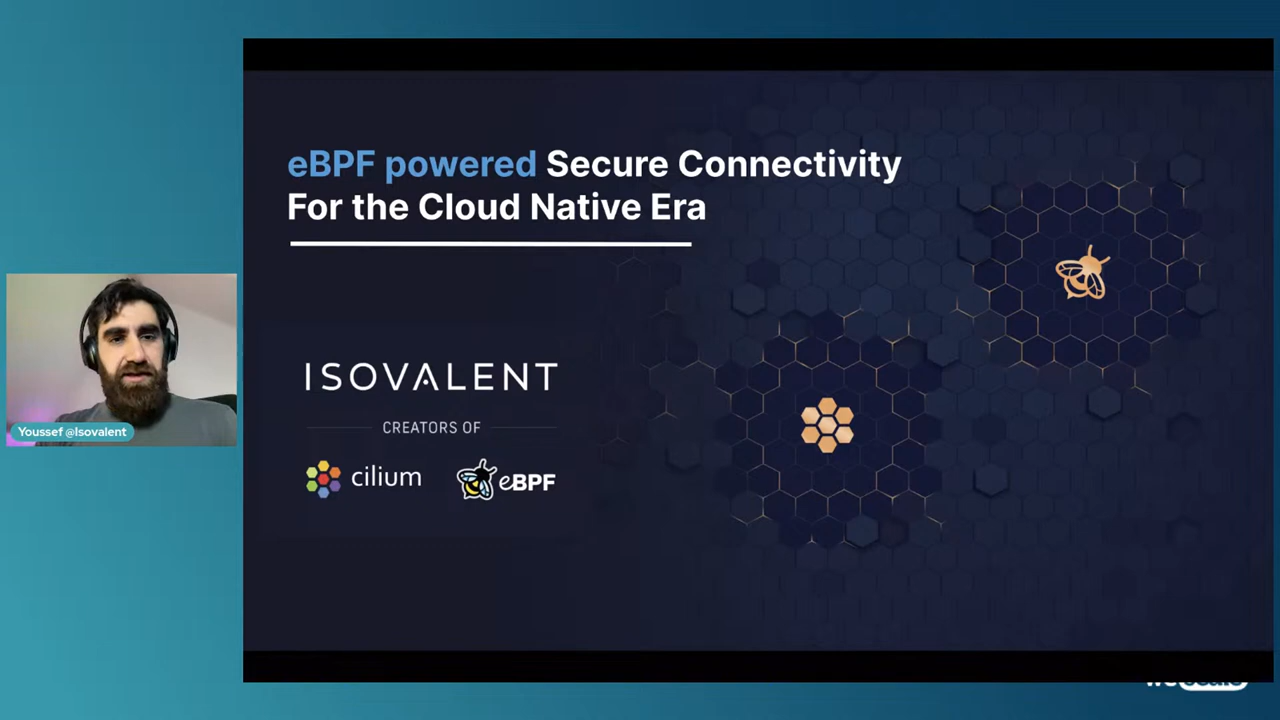 eBPF powered Secure Connectivity
For the Cloud Native Era
ISOVALENT
CREATORS OF
cilium
eBPF
Youssef @Isovalent